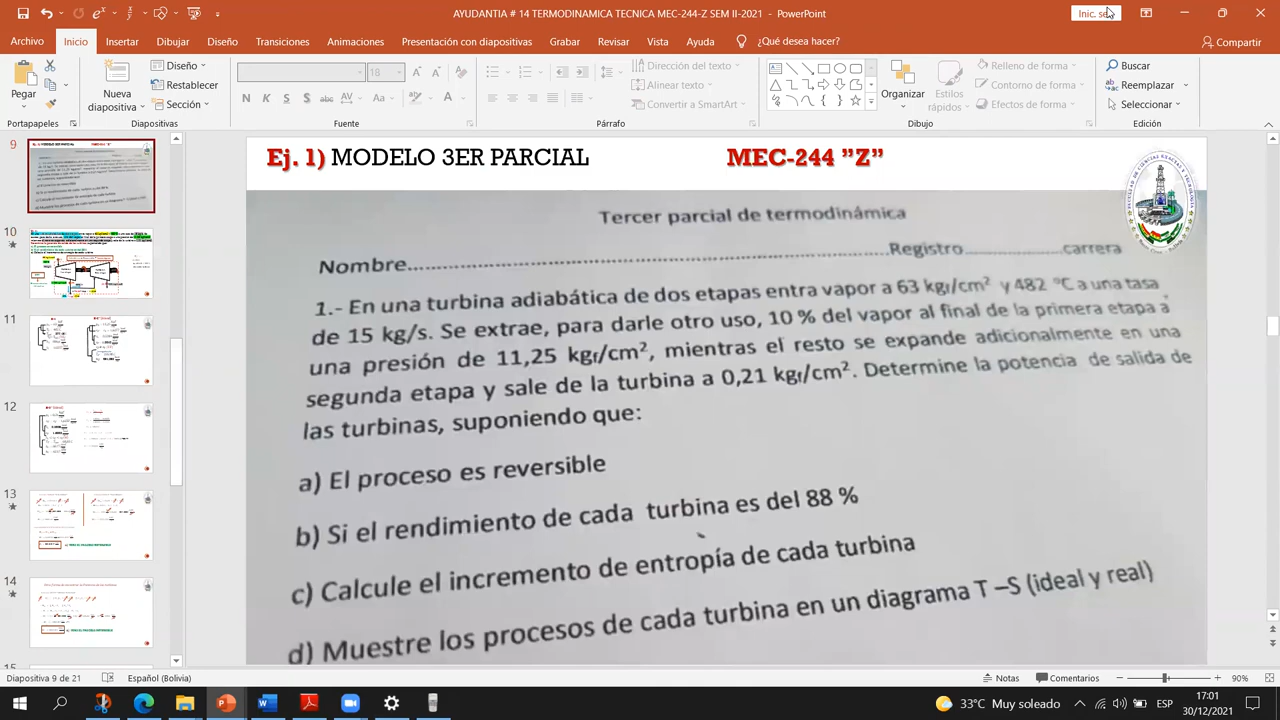 AYUDANTIA # 14 TERMODINAMICA TECNICA MEC-244-Z SEM II-2021 - PowerPoint
Inic. se
Archivo Inicio Insertar Dibujar Diseño Transiciones Animaciones Presentación con diapositivas Grabar Revisar Vista Ayuda ¿Qué desea hacer? Compartir
Pegar
Nueva diapositiva
Diseño
Restablecer
Sección
18
N K S S abc AV Aa A
Dirección del texto
Alinear texto
Convertir a SmartArt
Organizar
Estilos rápidos
Relleno de forma
Contorno de forma
Efectos de forma
Buscar
Reemplazar
Seleccionar
Portapapeles Diapositivas Fuente Párrafo Dibujo Edición
9
10
11
12
13
14
Ej. 1) MODELO 3ER PARCIAL MEC-244 ”Z”
Tercer parcial de termodinámica
Nombre Registro carrera
1.- En una turbina adiabática de dos etapas entra vapor a 63 kgf/cm² y 482 °C a una tasa
de 15 kg/s. Se extrae, para darle otro uso, 10 % del vapor al final de la primera etapa a
una presión de 11,25 kgf/cm², mientras el resto se expande adicionalmente en una
segunda etapa y sale de la turbina a 0,21 kgf/cm². Determine la potencia de salida de
las turbinas, suponiendo que:
a) El proceso es reversible
b) Si el rendimiento de cada turbina es del 88 %
c) Calcule el incremento de entropía de cada turbina
d) Muestre los procesos de cada turbina en un diagrama T –S (ideal y real)
Diapositiva 9 de 21 Español (Bolivia) Notas Comentarios 90%
33°C Muy soleado ESP 17:01
30/12/2021